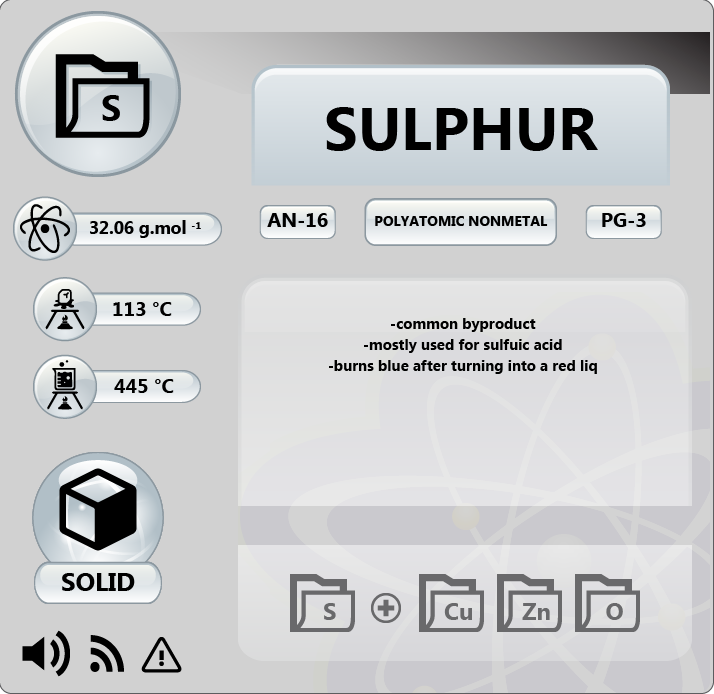 S
SULPHUR
32.06 g.mol -1
AN-16
POLYATOMIC NONMETAL
PG-3
113 °C
445 °C
-common byproduct
-mostly used for sulfuic acid
-burns blue after turning into a red liq
SOLID
S Cu Zn O